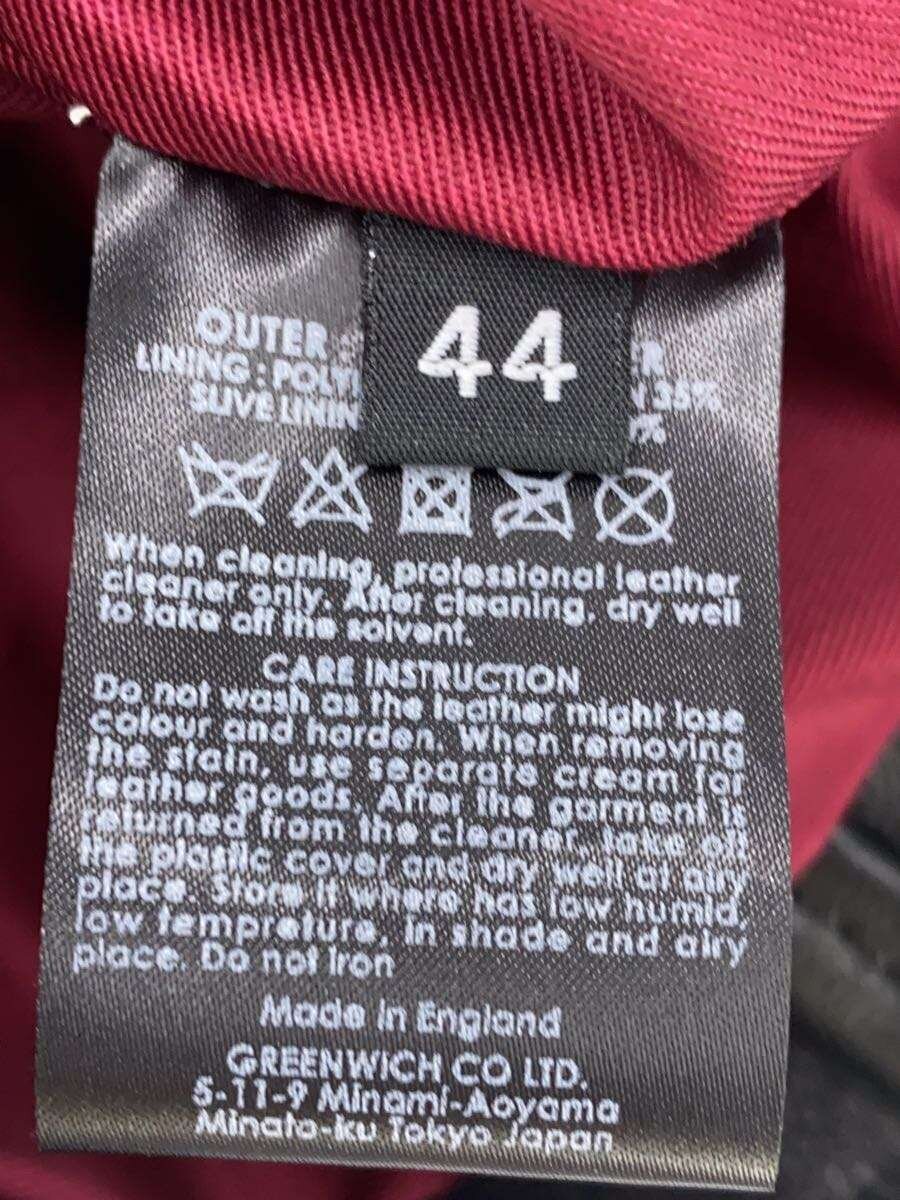 44
OUTER
LINING : POLY 35%
SLIVE LININ %
When cleaning, professional leather
cleaner only. After cleaning, dry well
to take off the solvent.
CARE INSTRUCTION
Do not wash as the leather might lose
colour and harden. When removing
the stain, use separate cream for
leather goods. After the garment is
returned from the cleaner, take off
the plastic cover and dry well at airy
place. Store it where has low humid,
low tempreture, in shade and airy
place. Do not iron
Made in England
GREENWICH CO LTD.
5-11-9 Minami-Aoyama
Minato-ku Tokyo Japan